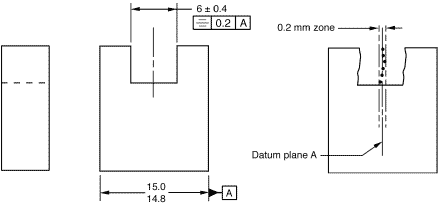 6 ± 0.4
⌯ 0.2 A
0.2 mm zone
Datum plane A
15.0
14.8
A